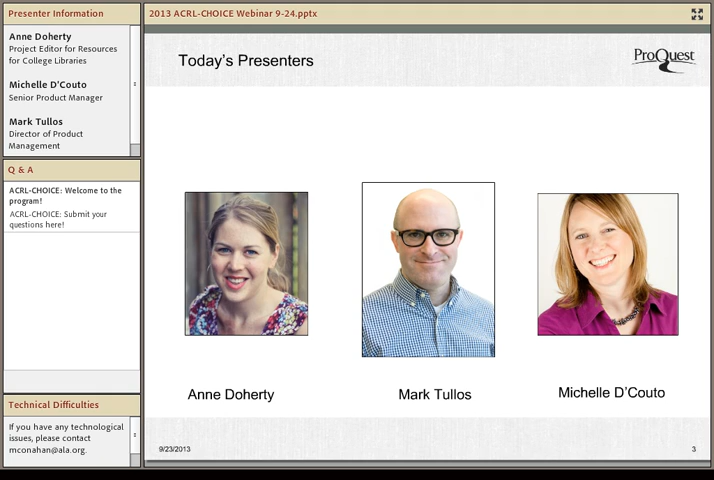 Presenter Information
Anne Doherty
Project Editor for Resources
for College Libraries
Michelle D'Couto
Senior Product Manager
Mark Tullos
Director of Product
Management
Q & A
ACRL-CHOICE: Welcome to the
program!
ACRL-CHOICE: Submit your
questions here!
Technical Difficulties
If you have any technological
issues, please contact
mconahan@ala.org.
2013 ACRL-CHOICE Webinar 9-24.pptx
Today's Presenters
ProQuest
Anne Doherty
Mark Tullos
Michelle D'Couto
9/23/2013
3